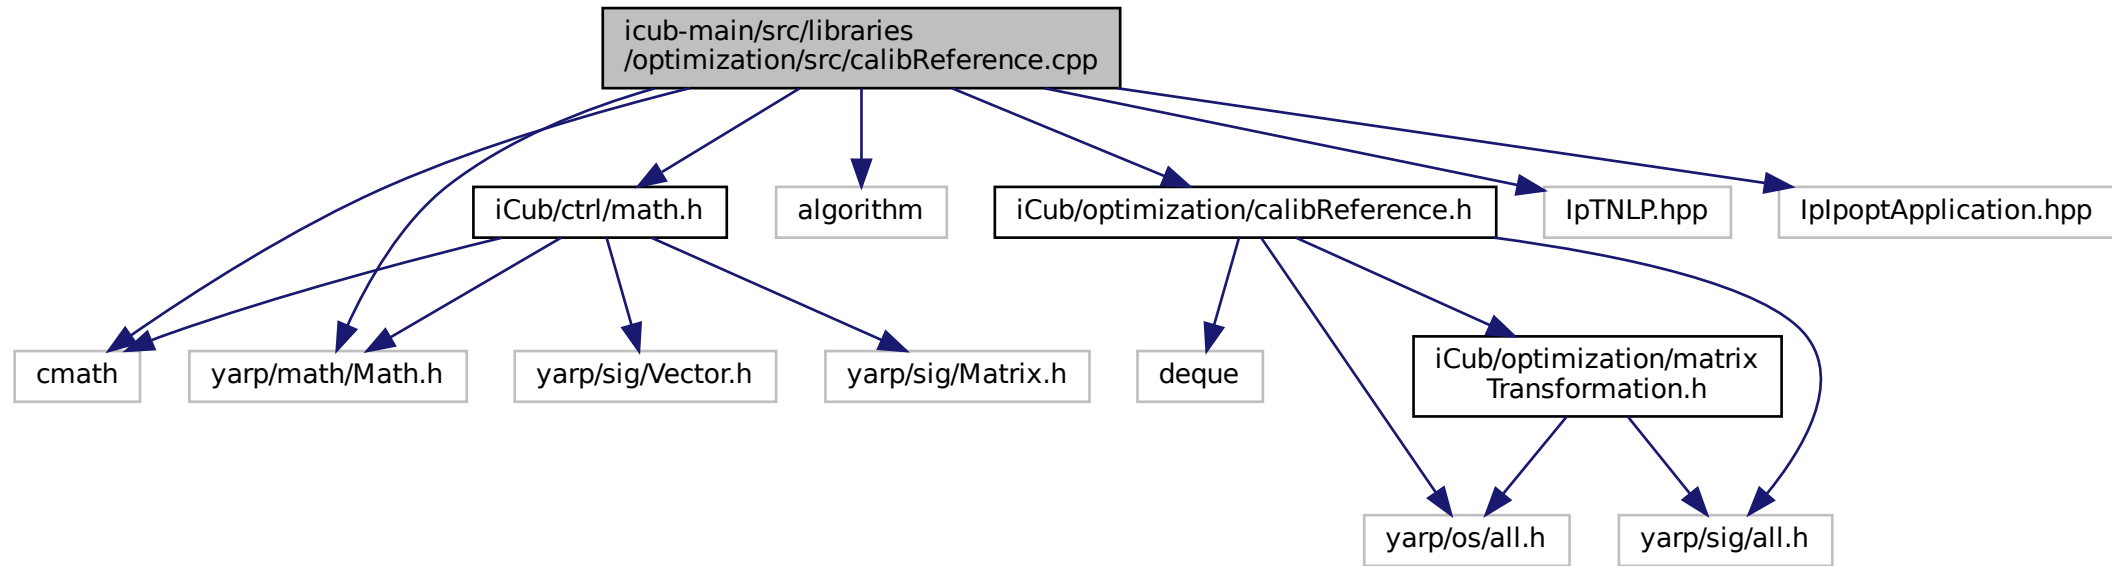 icub-main/src/libraries
/optimization/src/calibReference.cpp
iCub/ctrl/math.h
algorithm
iCub/optimization/calibReference.h
IpTNLP.hpp
IpIpoptApplication.hpp
cmath
yarp/math/Math.h
yarp/sig/Vector.h
yarp/sig/Matrix.h
deque
iCub/optimization/matrix
Transformation.h
yarp/os/all.h
yarp/sig/all.h